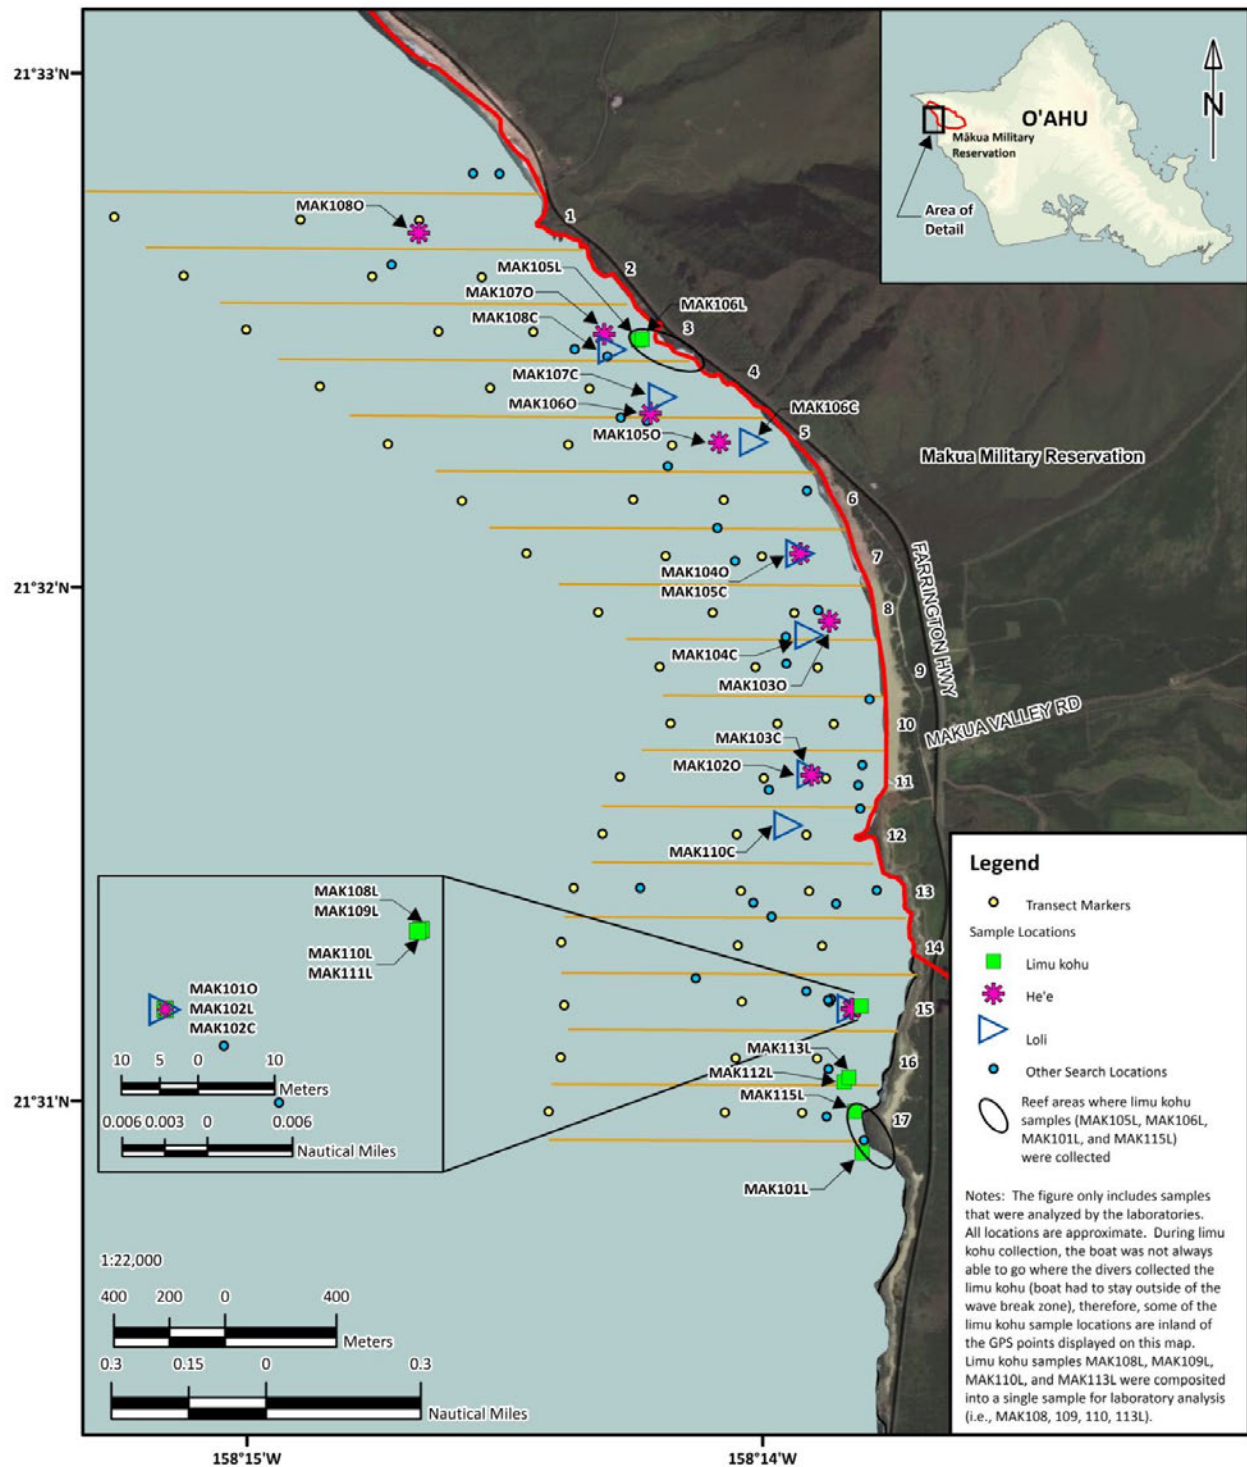 21°33'N
21°32'N
21°31'N
158°15'W
158°14'W
O'AHU
Mākua Military
Reservation
Area of
Detail
N
MAK108O
MAK105L
MAK107O
MAK106L
MAK108C
MAK107C
MAK106O
MAK106C
MAK105O
Makua Military Reservation
MAK104O
MAK105C
FARRINGTON HWY
MAK104C
MAK103O
MAKUA VALLEY RD
MAK103C
MAK102O
MAK110C
1
2
3
4
5
6
7
8
9
10
11
12
13
14
15
16
17
MAK113L
MAK112L
MAK115L
MAK101L
MAK108L
MAK109L
MAK110L
MAK111L
MAK101O
MAK102L
MAK102C
10 5 0 10
Meters
0.006 0.003 0 0.006
Nautical Miles
1:22,000
400 200 0 400
Meters
0.3 0.15 0 0.3
Nautical Miles
Legend
Transect Markers
Sample Locations
Limu kohu
He'e
Loli
Other Search Locations
Reef areas where limu kohu
samples (MAK105L, MAK106L,
MAK101L, and MAK115L)
were collected
Notes: The figure only includes samples
that were analyzed by the laboratories.
All locations are approximate. During limu
kohu collection, the boat was not always
able to go where the divers collected the
limu kohu (boat had to stay outside of the
wave break zone), therefore, some of the
limu kohu sample locations are inland of
the GPS points displayed on this map.
Limu kohu samples MAK108L, MAK109L,
MAK110L, and MAK113L were composited
into a single sample for laboratory analysis
(i.e., MAK108, 109, 110, 113L).